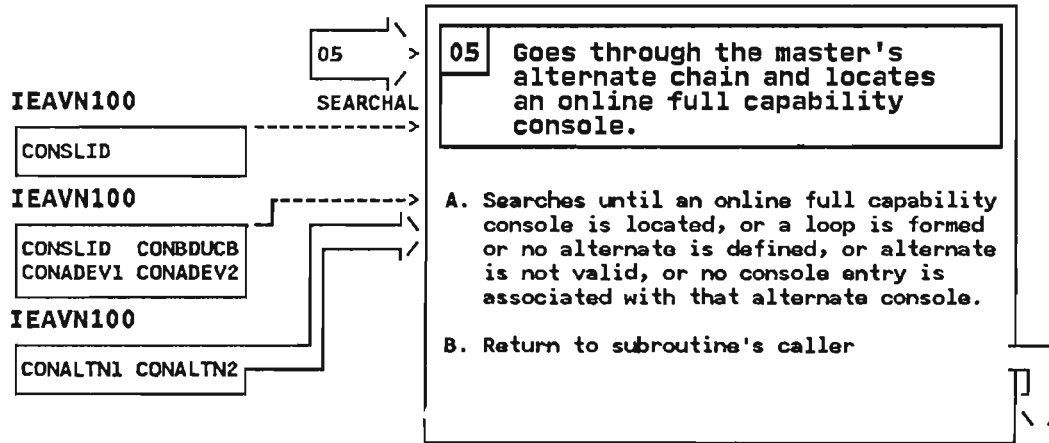 05
SEARCHAL
IEAVN100
CONSLID
IEAVN100
CONSLID CONBDUCB
CONADEV1 CONADEV2
IEAVN100
CONALTN1 CONALTN2
05 Goes through the master's
alternate chain and locates
an online full capability
console.
A. Searches until an online full capability
console is located, or a loop is formed
or no alternate is defined, or alternate
is not valid, or no console entry is
associated with that alternate console.
B. Return to subroutine's caller